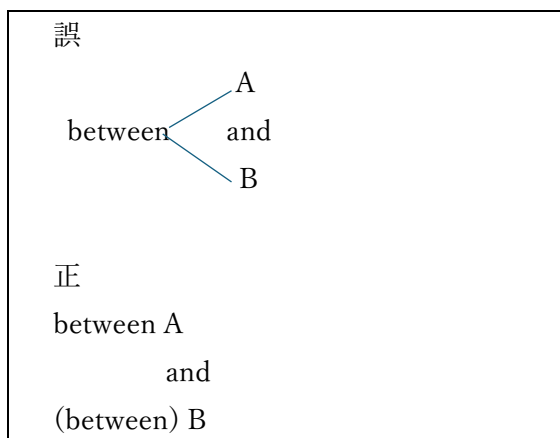 誤
A
between and
B
正
between A
and
(between) B